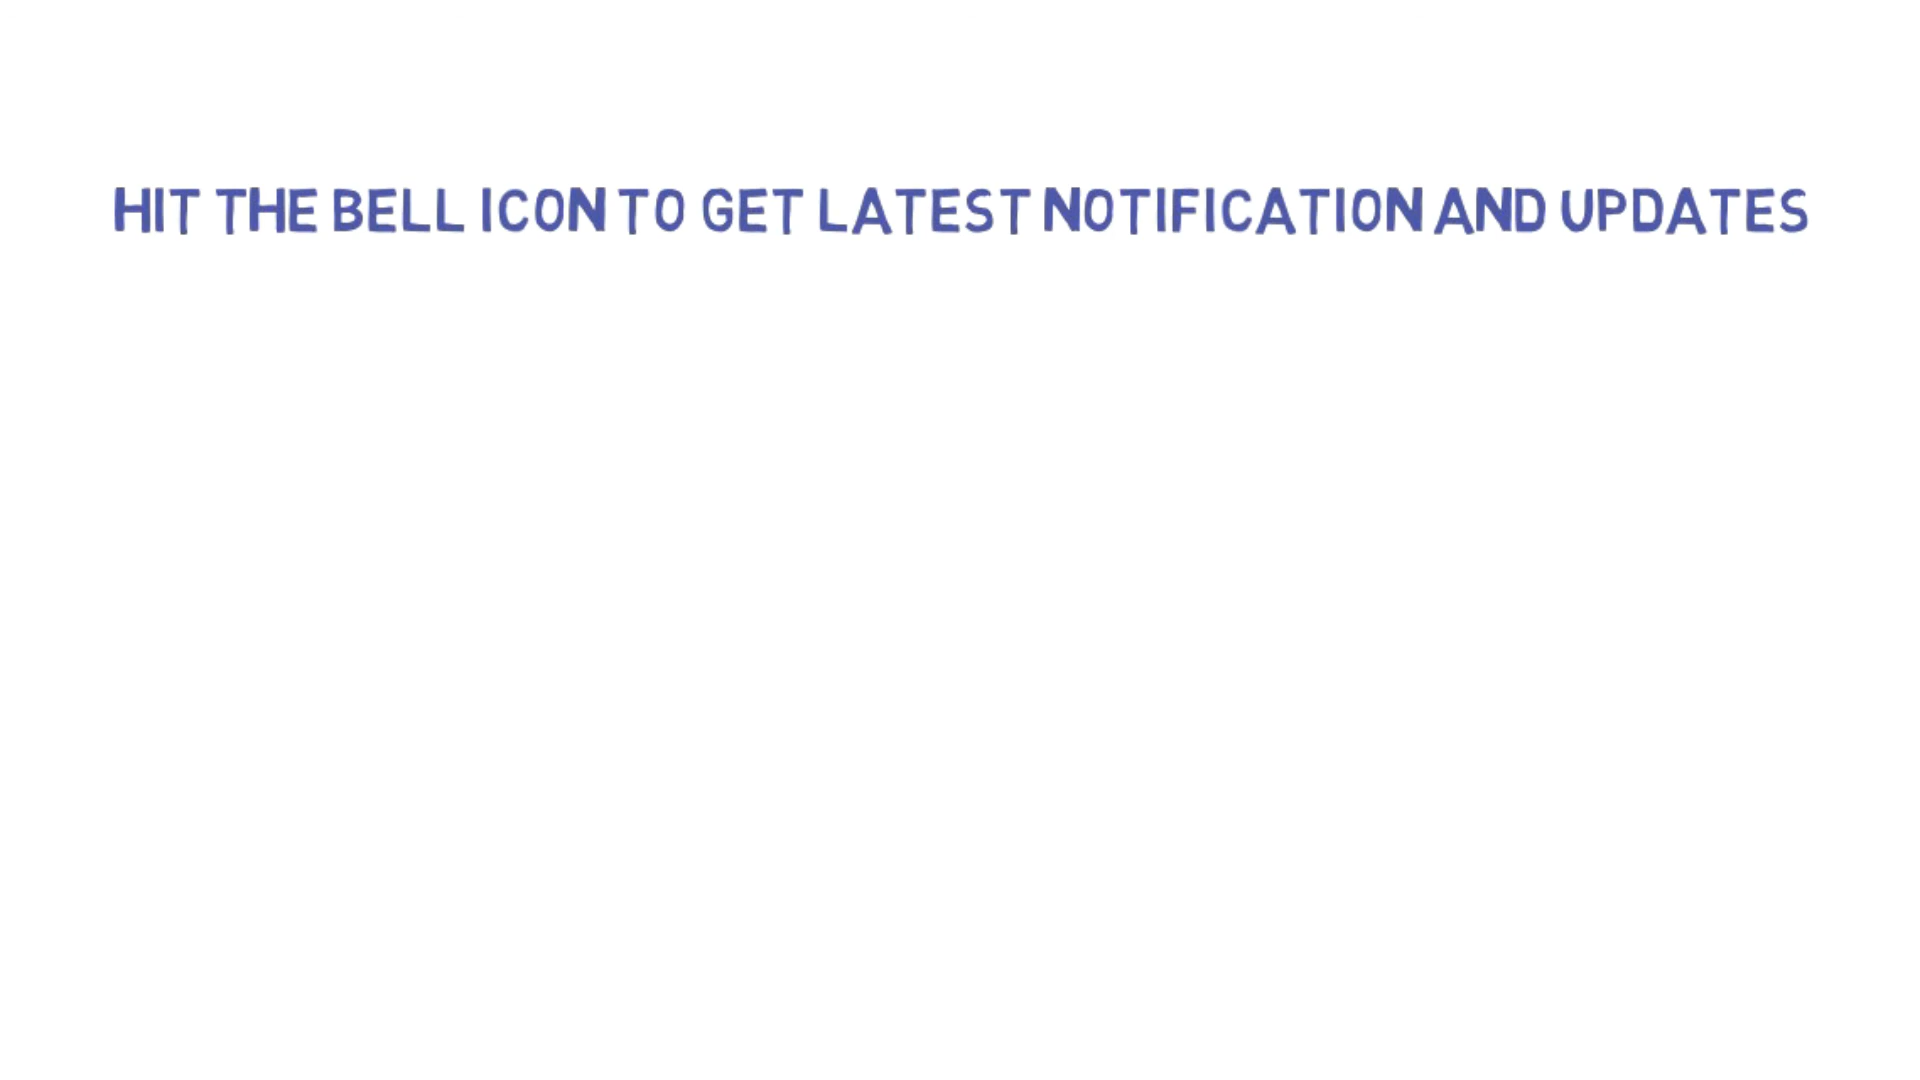 HIT THE BELL ICON TO GET LATEST NOTIFICATION AND UPDATES